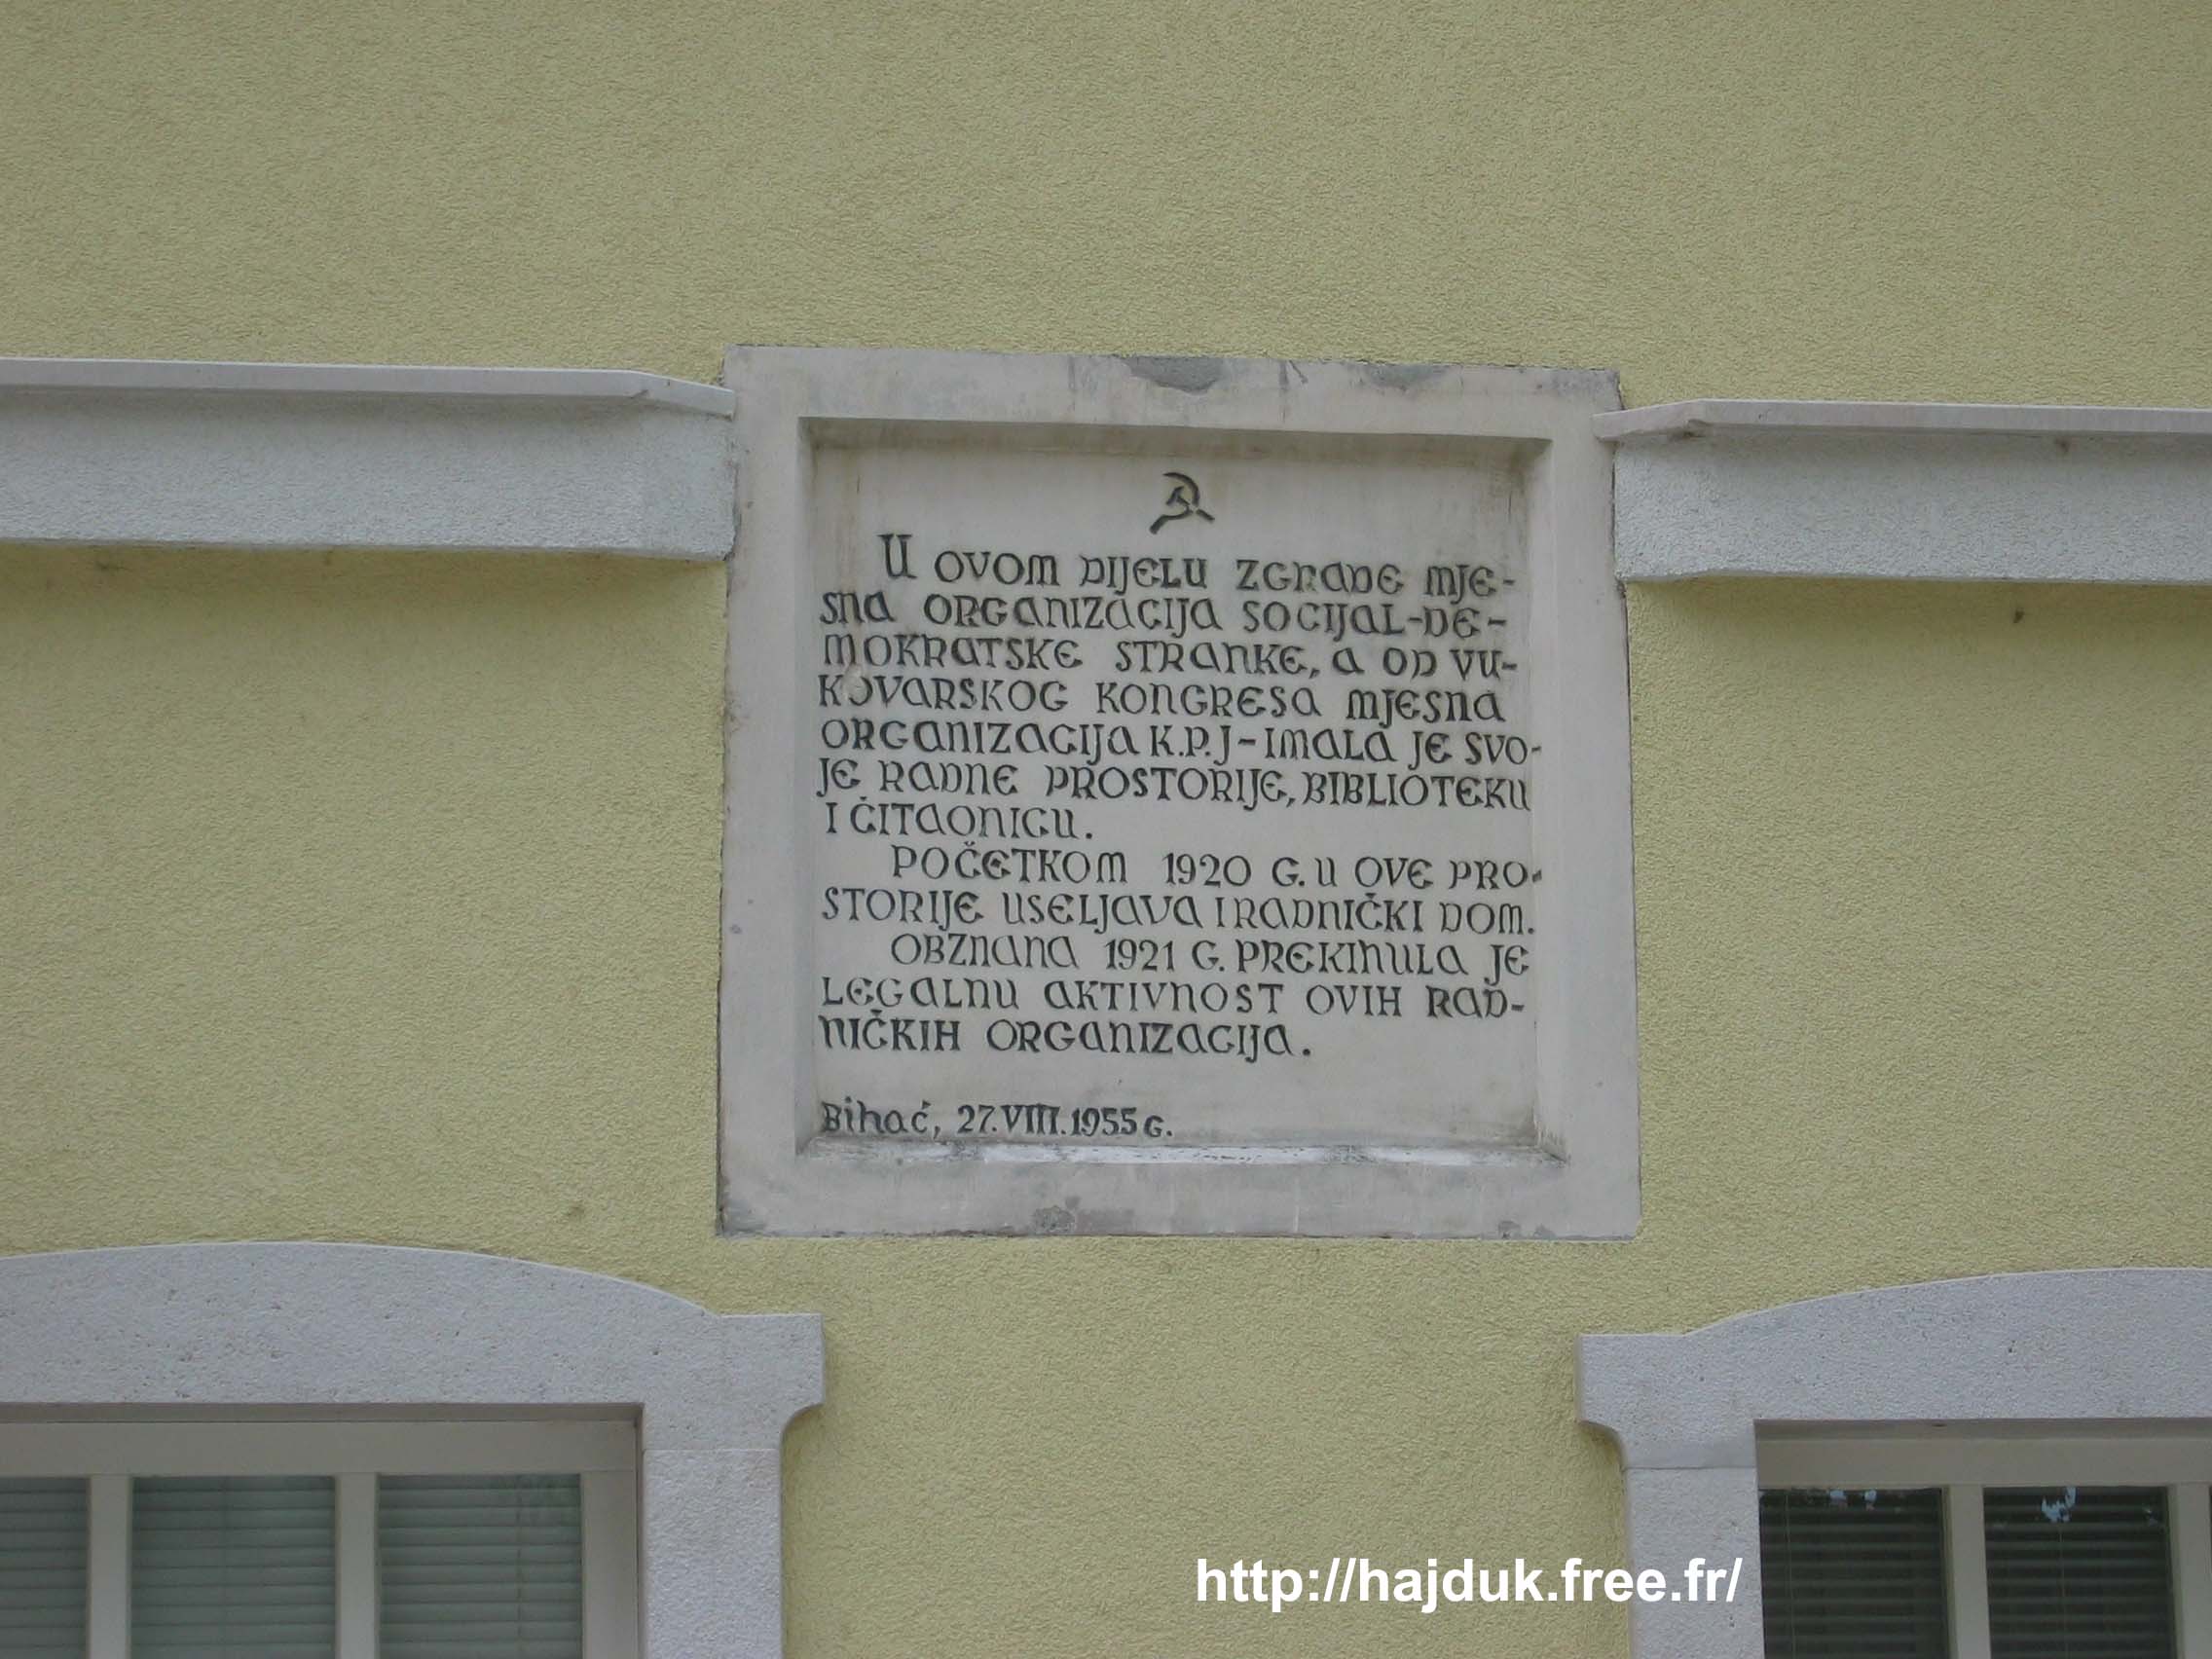 U OVOM DIJELU ZGRADE MJE-
SNA ORGANIZACIJA SOCIJAL-DE-
MOKRATSKE STRANKE, A OD VU-
KOVARSKOG KONGRESA MJESNA
ORGANIZACIJA K.P.J-IMALA JE SVO-
JE RADNE PROSTORIJE, BIBLIOTEKU
I ČITAONICU.
POČETKOM 1920 G. U OVE PRO-
STORIJE USELJAVA I RADNIČKI DOM.
OBZNANA 1921 G. PREKINULA JE
LEGALNU AKTIVNOST OVIH RAD-
NIČKIH ORGANIZACIJA.
Bihać, 27.VIII.1955 G.
http://hajduk.free.fr/